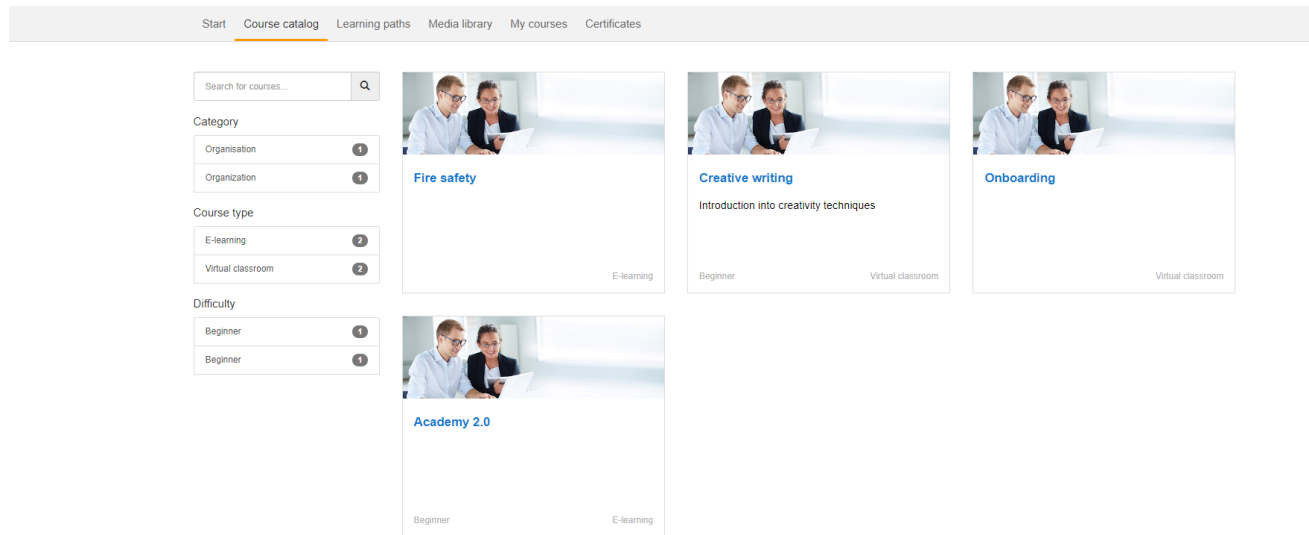 Start Course catalog Learning paths Media library My courses Certificates
Search for courses...
Category
Organisation 1
Organization 1
Course type
E-learning 2
Virtual classroom 2
Difficulty
Beginner 1
Beginner 1
Fire safety
E-learning
Creative writing
Introduction into creativity techniques
Beginner Virtual classroom
Onboarding
Virtual classroom
Academy 2.0
Beginner E-learning